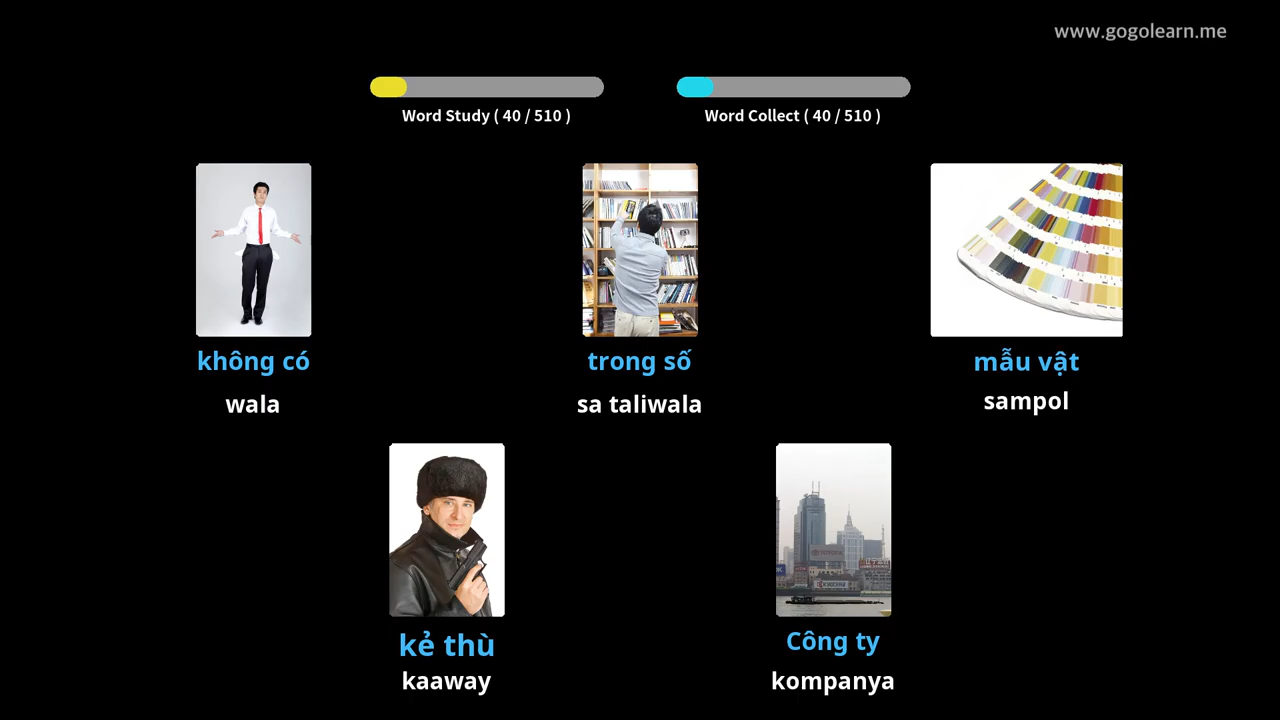 www.gogolearn.me
Word Study ( 40 / 510 )
Word Collect ( 40 / 510 )
không có
wala
trong số
sa taliwala
mẫu vật
sampol
TOYOTA
kẻ thù
kaaway
Công ty
kompanya